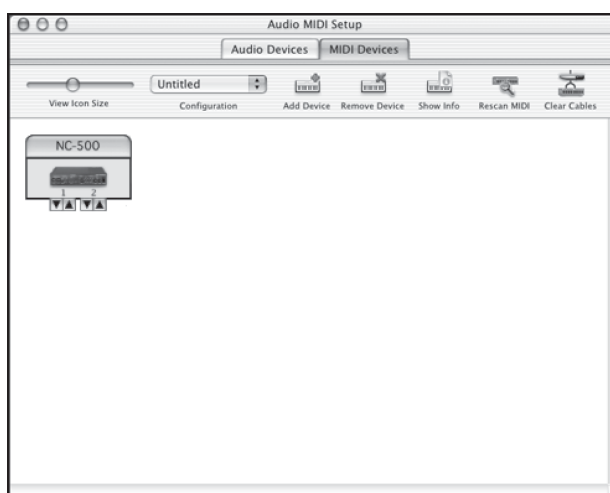 Audio MIDI Setup
Audio Devices MIDI Devices
Untitled
View Icon Size Configuration Add Device Remove Device Show Info Rescan MIDI Clear Cables
NC-500
1 2